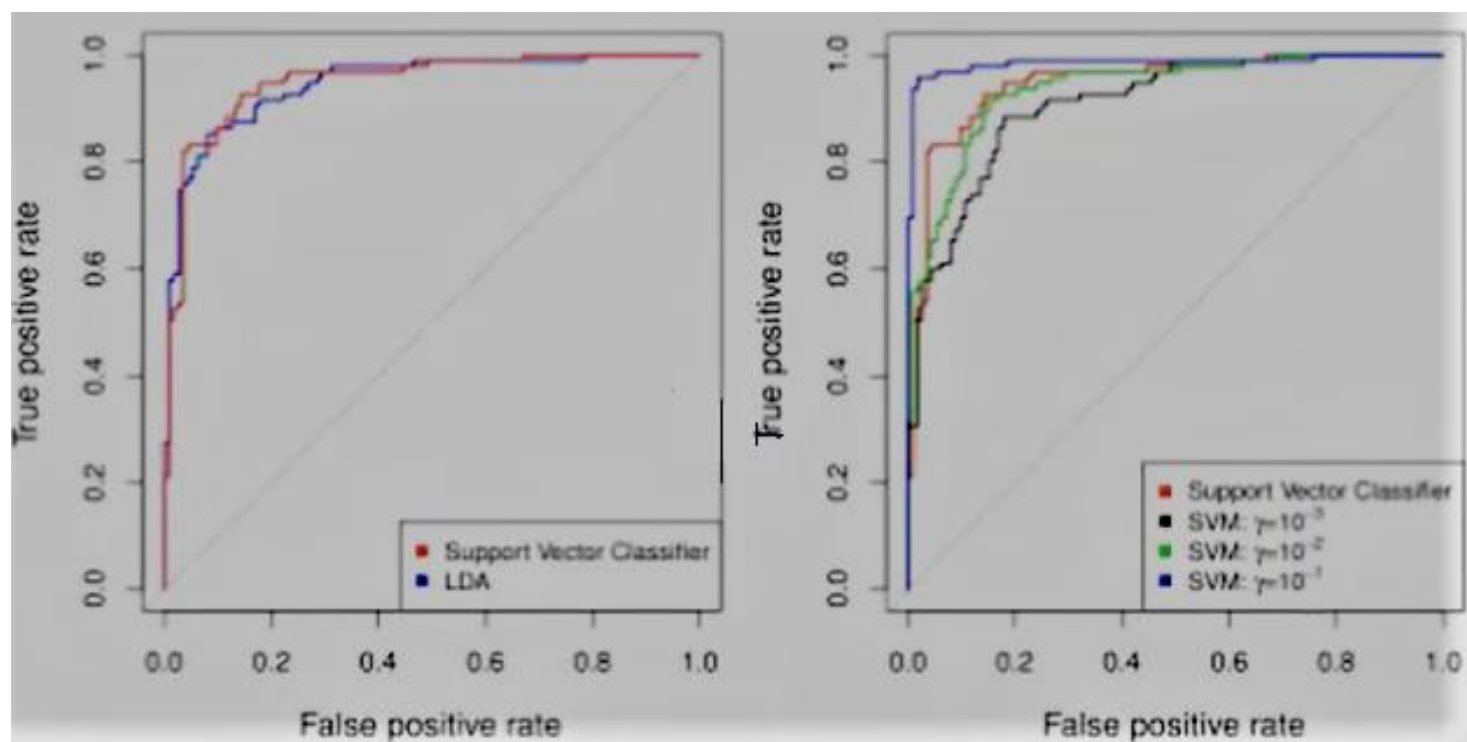 True positive rate
1.0
0.8
0.6
0.4
0.2
0.0
Support Vector Classifier
LDA
0.0 0.2 0.4 0.6 0.8 1.0
False positive rate
True positive rate
1.0
0.8
0.6
0.4
0.2
0.0
Support Vector Classifier
SVM: γ=10⁻³
SVM: γ=10⁻²
SVM: γ=10⁻¹
0.0 0.2 0.4 0.6 0.8 1.0
False positive rate